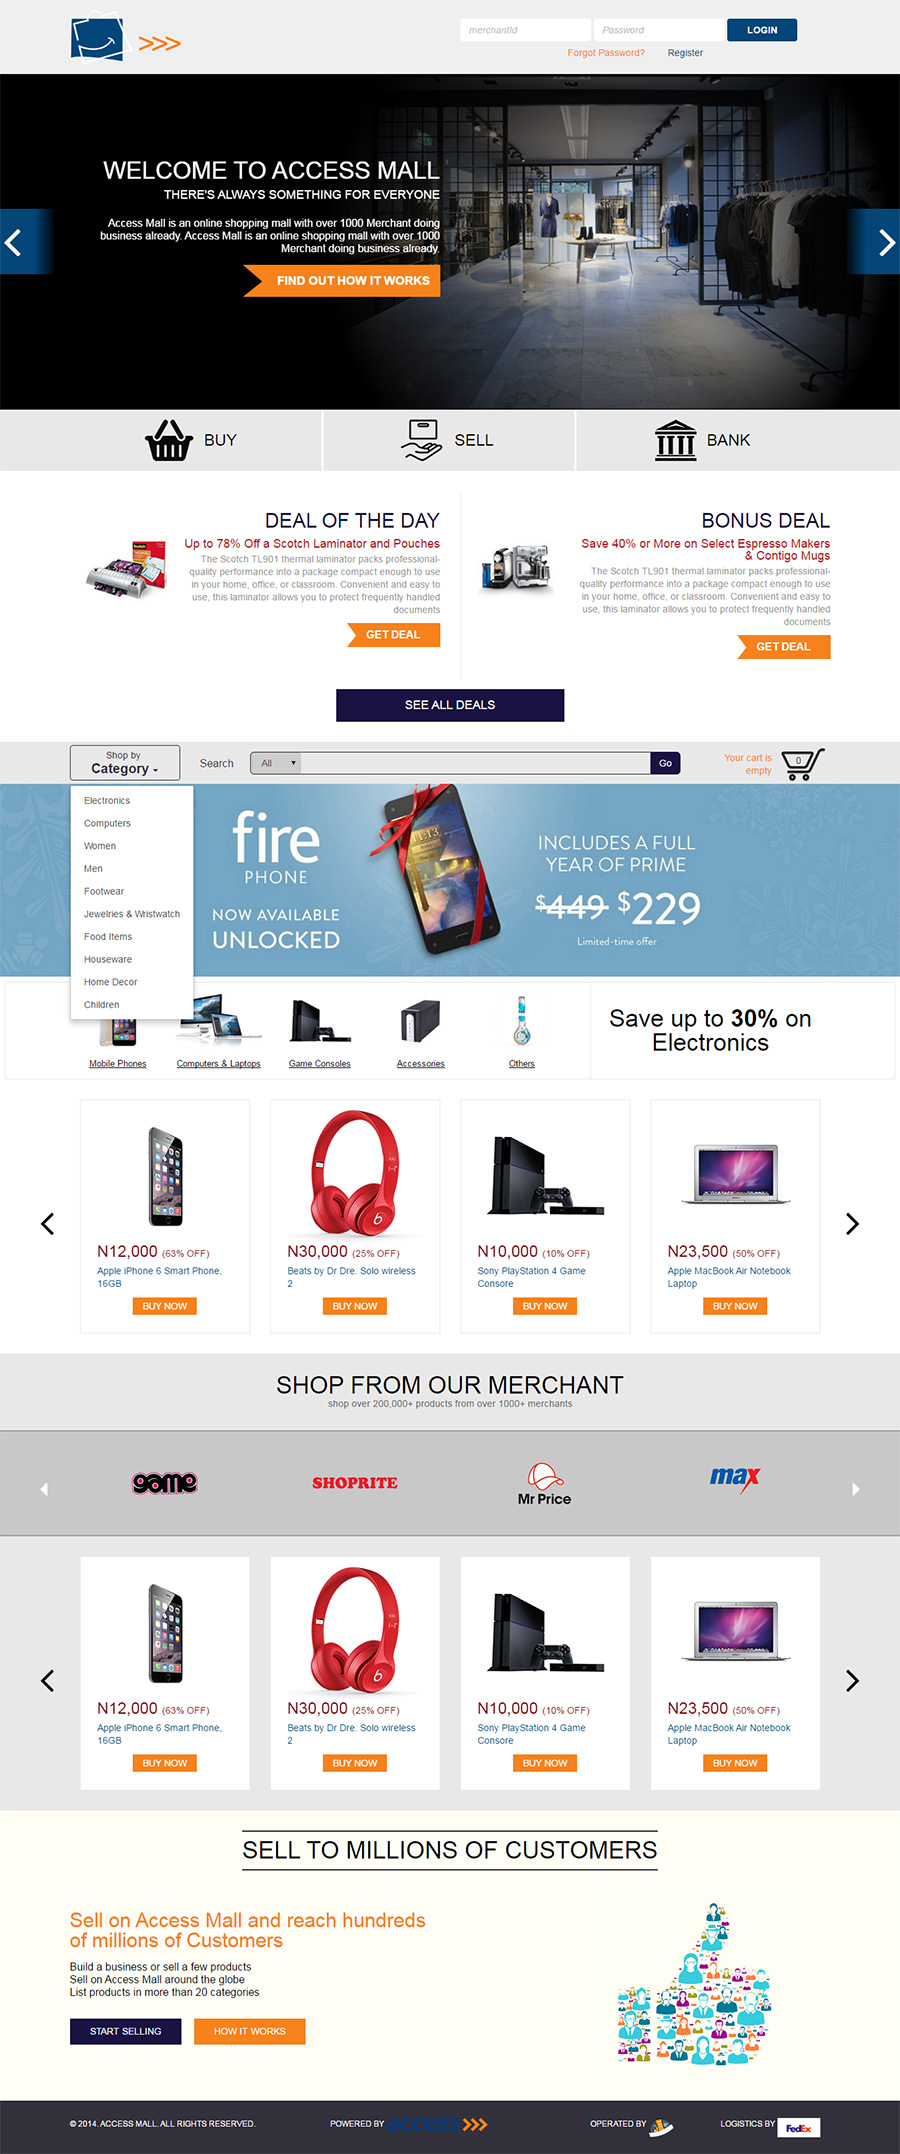 merchantId
Password
LOGIN
Forgot Password?
Register
WELCOME TO ACCESS MALL
THERE'S ALWAYS SOMETHING FOR EVERYONE
Access Mall is an online shopping mall with over 1000 Merchant doing
business already. Access Mall is an online shopping mall with over 1000
Merchant doing business already.
FIND OUT HOW IT WORKS
BUY
SELL
BANK
DEAL OF THE DAY
Up to 78% Off a Scotch Laminator and Pouches
The Scotch TL901 thermal laminator packs professional-
quality performance into a package compact enough to use
in your home, office, or classroom. Convenient and easy to
use, this laminator allows you to protect frequently handled
documents
GET DEAL
BONUS DEAL
Save 40% or More on Select Espresso Makers
& Contigo Mugs
The Scotch TL901 thermal laminator packs professional-
quality performance into a package compact enough to use
in your home, office, or classroom. Convenient and easy to
use, this laminator allows you to protect frequently handled
documents
GET DEAL
SEE ALL DEALS
Shop by
Category
Search
All
Go
Your cart is
empty
0
Electronics
Computers
Women
Men
Footwear
Jewelries & Wristwatch
Food Items
Houseware
Home Decor
Children
fire
PHONE
NOW AVAILABLE
UNLOCKED
11:13
INCLUDES A FULL
YEAR OF PRIME
$449 $229
Limited-time offer
Mobile Phones
Computers & Laptops
Game Consoles
Accessories
Others
Save up to 30% on
Electronics
N12,000 (63% OFF)
Apple iPhone 6 Smart Phone,
16GB
BUY NOW
N30,000 (25% OFF)
Beats by Dr Dre. Solo wireless
2
BUY NOW
N10,000 (10% OFF)
Sony PlayStation 4 Game
Consore
BUY NOW
N23,500 (50% OFF)
Apple MacBook Air Notebook
Laptop
BUY NOW
SHOP FROM OUR MERCHANT
shop over 200,000+ products from over 1000+ merchants
game
SHOPRITE
Mr Price
max
N12,000 (63% OFF)
Apple iPhone 6 Smart Phone,
16GB
BUY NOW
N30,000 (25% OFF)
Beats by Dr Dre. Solo wireless
2
BUY NOW
N10,000 (10% OFF)
Sony PlayStation 4 Game
Consore
BUY NOW
N23,500 (50% OFF)
Apple MacBook Air Notebook
Laptop
BUY NOW
SELL TO MILLIONS OF CUSTOMERS
Sell on Access Mall and reach hundreds
of millions of Customers
Build a business or sell a few products
Sell on Access Mall around the globe
List products in more than 20 categories
START SELLING
HOW IT WORKS
© 2014. ACCESS MALL. ALL RIGHTS RESERVED.
POWERED BY access
OPERATED BY
LOGISTICS BY FedEx